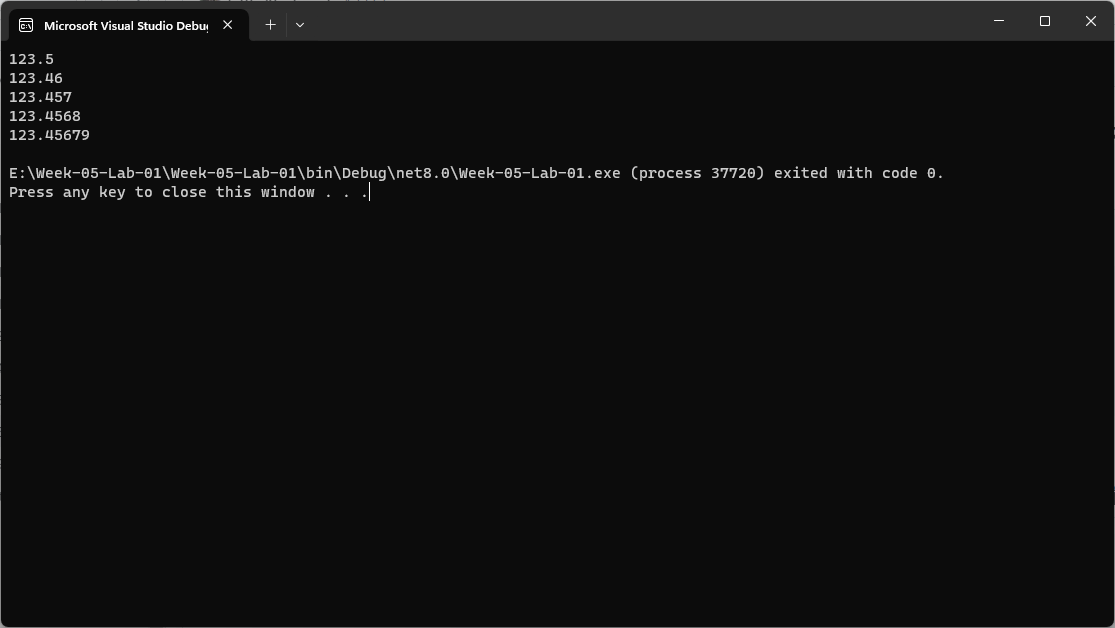 Microsoft Visual Studio Debug
123.5
123.46
123.457
123.4568
123.45679
E:\Week-05-Lab-01\Week-05-Lab-01\bin\Debug\net8.0\Week-05-Lab-01.exe (process 37720) exited with code 0.
Press any key to close this window . . .